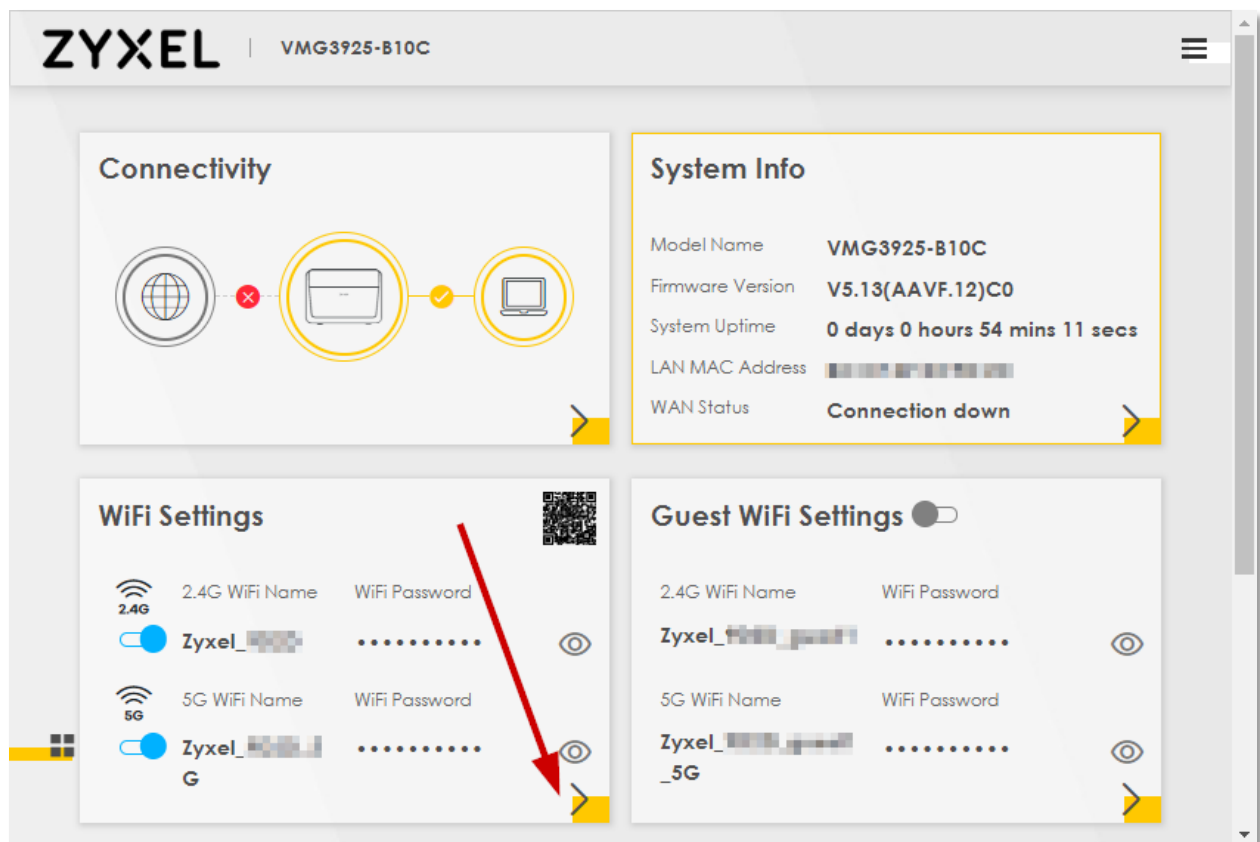 ZYXEL VMG3925-B10C
Connectivity
System Info
Model Name VMG3925-B10C
Firmware Version V5.13(AAVF.12)C0
System Uptime 0 days 0 hours 54 mins 11 secs
LAN MAC Address
WAN Status Connection down
WiFi Settings
2.4G WiFi Name WiFi Password
2.4G
Zyxel_ ••••••••••
5G WiFi Name WiFi Password
5G
Zyxel_ ••••••••••
G
Guest WiFi Settings
2.4G WiFi Name WiFi Password
Zyxel_ ••••••••••
5G WiFi Name WiFi Password
Zyxel_ ••••••••••
_5G